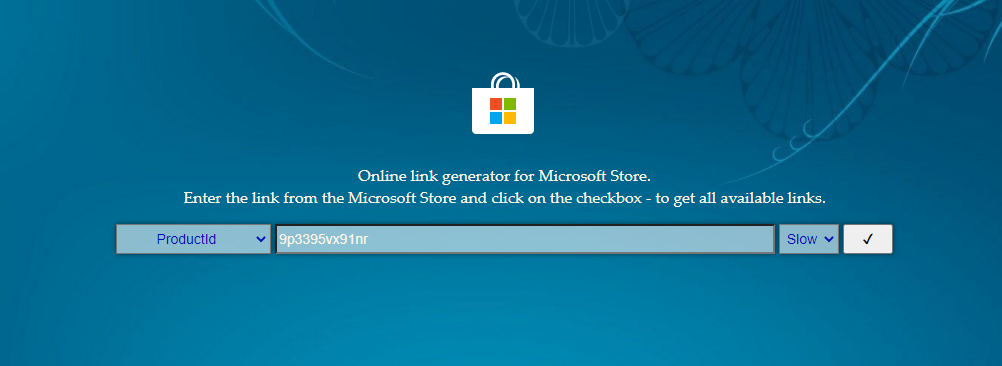 Online link generator for Microsoft Store.
Enter the link from the Microsoft Store and click on the checkbox - to get all available links.
ProductId 9p3395vx91nr Slow ✓